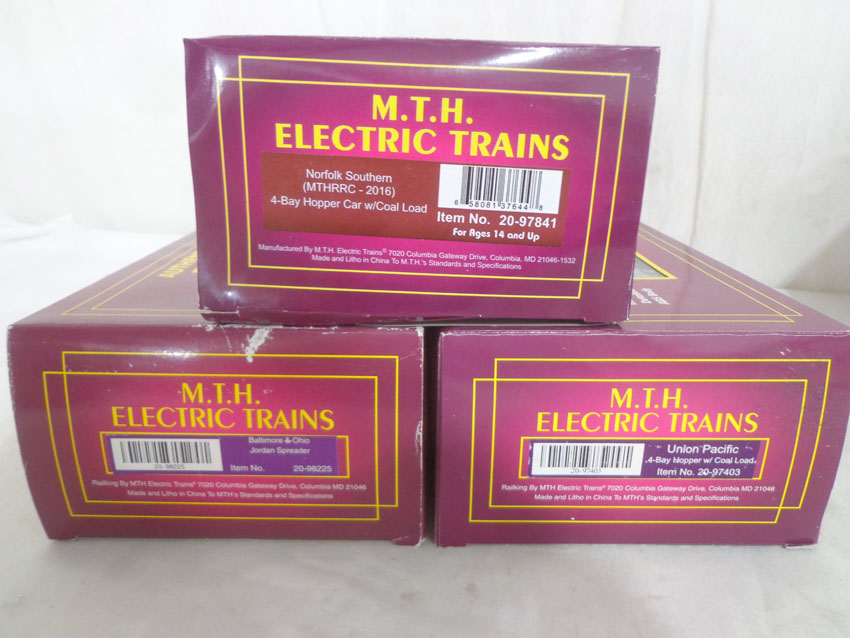 M.T.H.
ELECTRIC TRAINS
Norfolk Southern
(MTHRRC - 2016)
4-Bay Hopper Car w/Coal Load
6 58081 37644 8
Item No. 20-97841
For Ages 14 and Up
Manufactured By M.T.H. Electric Trains® 7020 Columbia Gateway Drive, Columbia, MD 21046-1532
Made and Litho in China To M.T.H.'s Standards and Specifications
M.T.H.
ELECTRIC TRAINS
Baltimore & Ohio
Jordan Spreader
20-98225
Item No. 20-98225
Railking By MTH Electric Trains® 7020 Columbia Gateway Drive, Columbia MD 21046
Made and Litho in China to MTH's Standards and Specifications
M.T.H.
ELECTRIC TRAINS
Union Pacific
4-Bay Hopper w/ Coal Load
20-97403
Item No. 20-97403
Railking By MTH Electric Trains® 7020 Columbia Gateway Drive, Columbia MD 21046
Made and Litho in China to MTH's Standards and Specifications